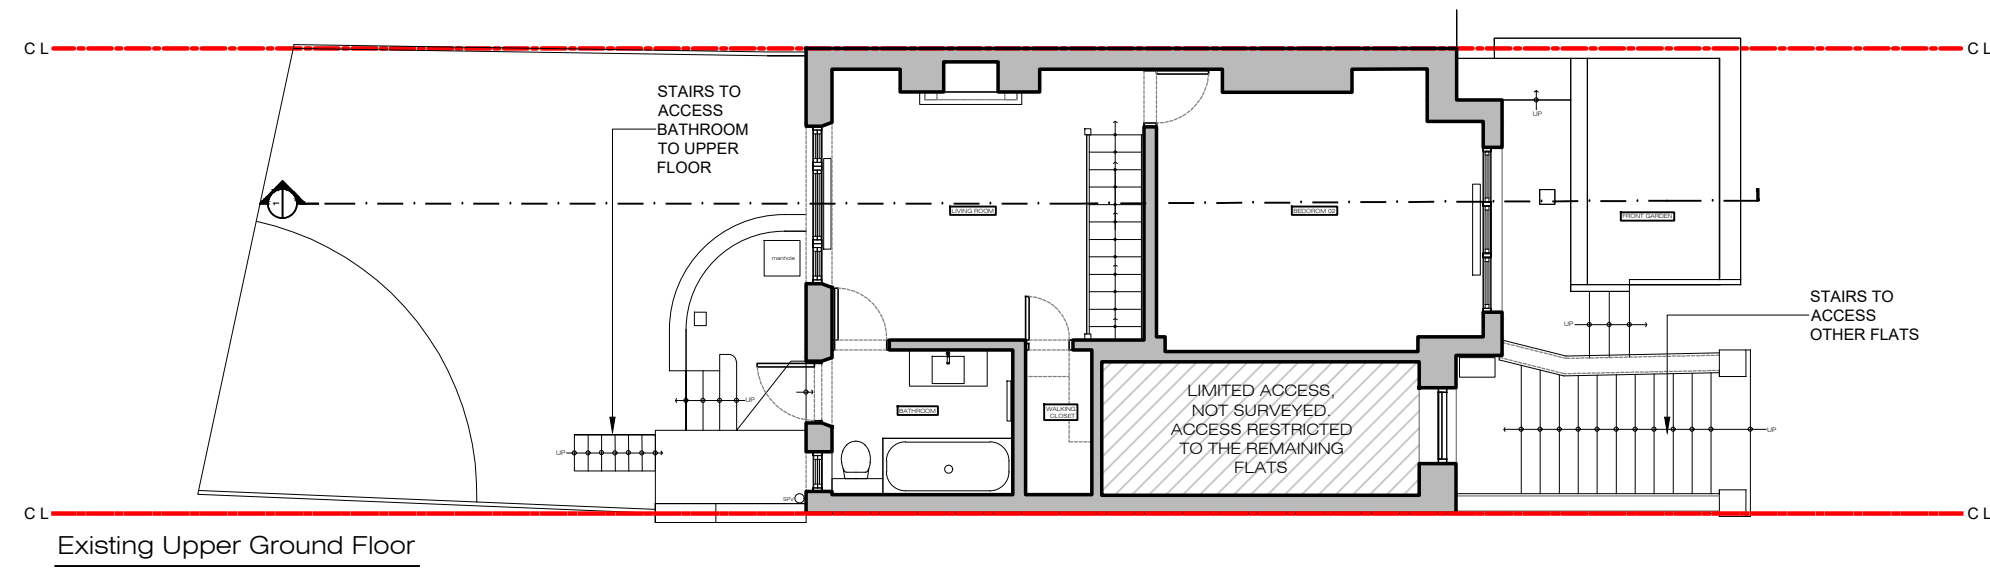 C L
C L
STAIRS TO
ACCESS
BATHROOM
TO UPPER
FLOOR
UP
LIVING ROOM
BEDOROM 02
FRONT GARDEN
manhole
STAIRS TO
ACCESS
OTHER FLATS
UP
UP
BATHROOM
WALKING
CLOSET
LIMITED ACCESS,
NOT SURVEYED.
ACCESS RESTRICTED
TO THE REMAINING
FLATS
UP
UP
SPV
C L
C L
Existing Upper Ground Floor